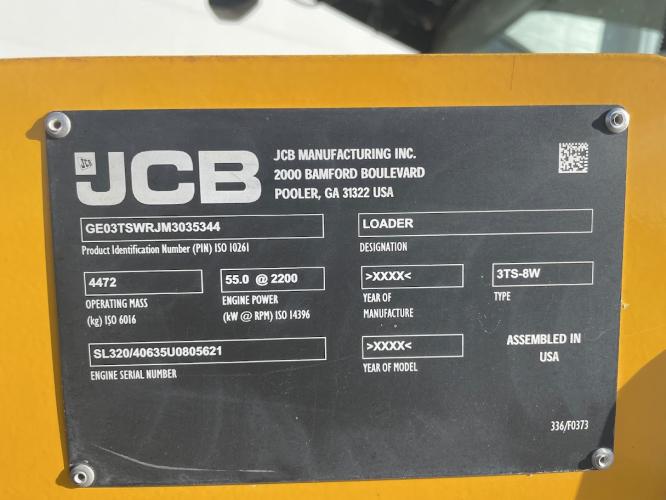 JCB
JCB MANUFACTURING INC.
2000 BAMFORD BOULEVARD
POOLER, GA 31322 USA
GE03TSWRJM3035344
Product Identification Number (PIN) ISO 10261
LOADER
DESIGNATION
4472
OPERATING MASS
(kg) ISO 6016
55.0 @ 2200
ENGINE POWER
(kW @ RPM) ISO 14396
>XXXX<
YEAR OF
MANUFACTURE
3TS-8W
TYPE
SL320/40635U0805621
ENGINE SERIAL NUMBER
>XXXX<
YEAR OF MODEL
ASSEMBLED IN
USA
336/F0373